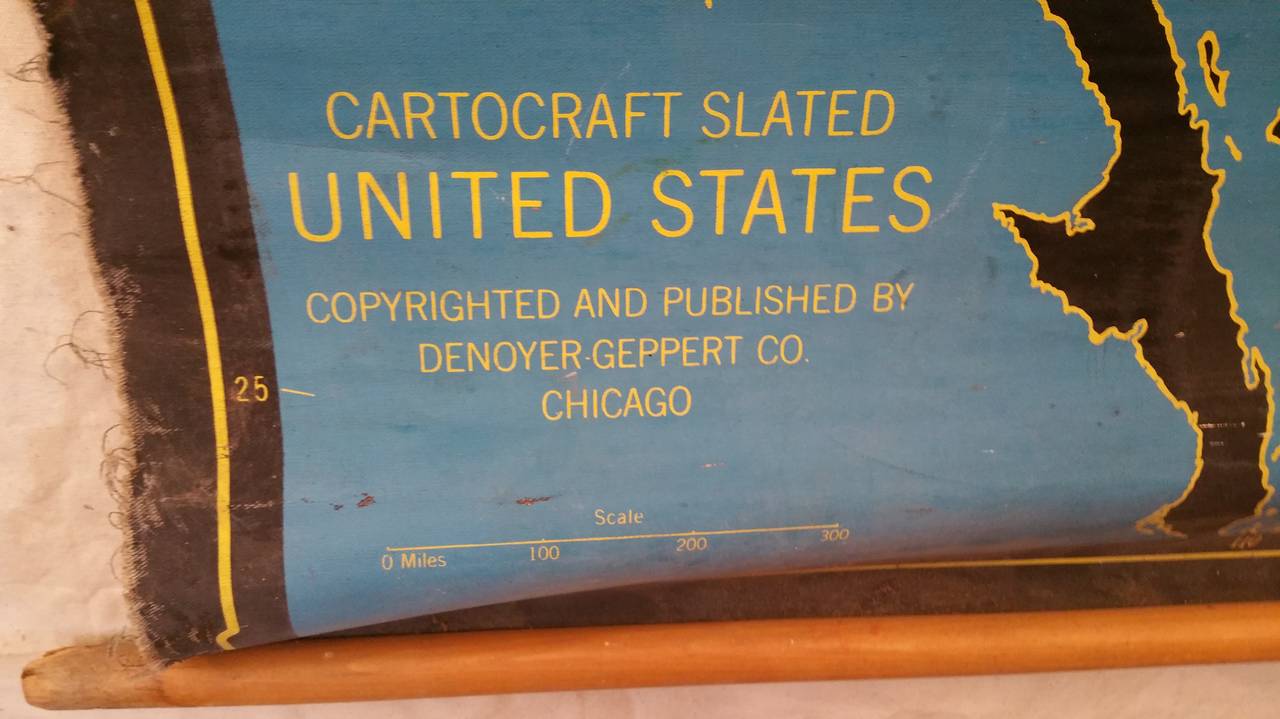 CARTOCRAFT SLATED
UNITED STATES
COPYRIGHTED AND PUBLISHED BY
DENOYER-GEPPERT CO.
CHICAGO
25
Scale
0 Miles 100 200 300